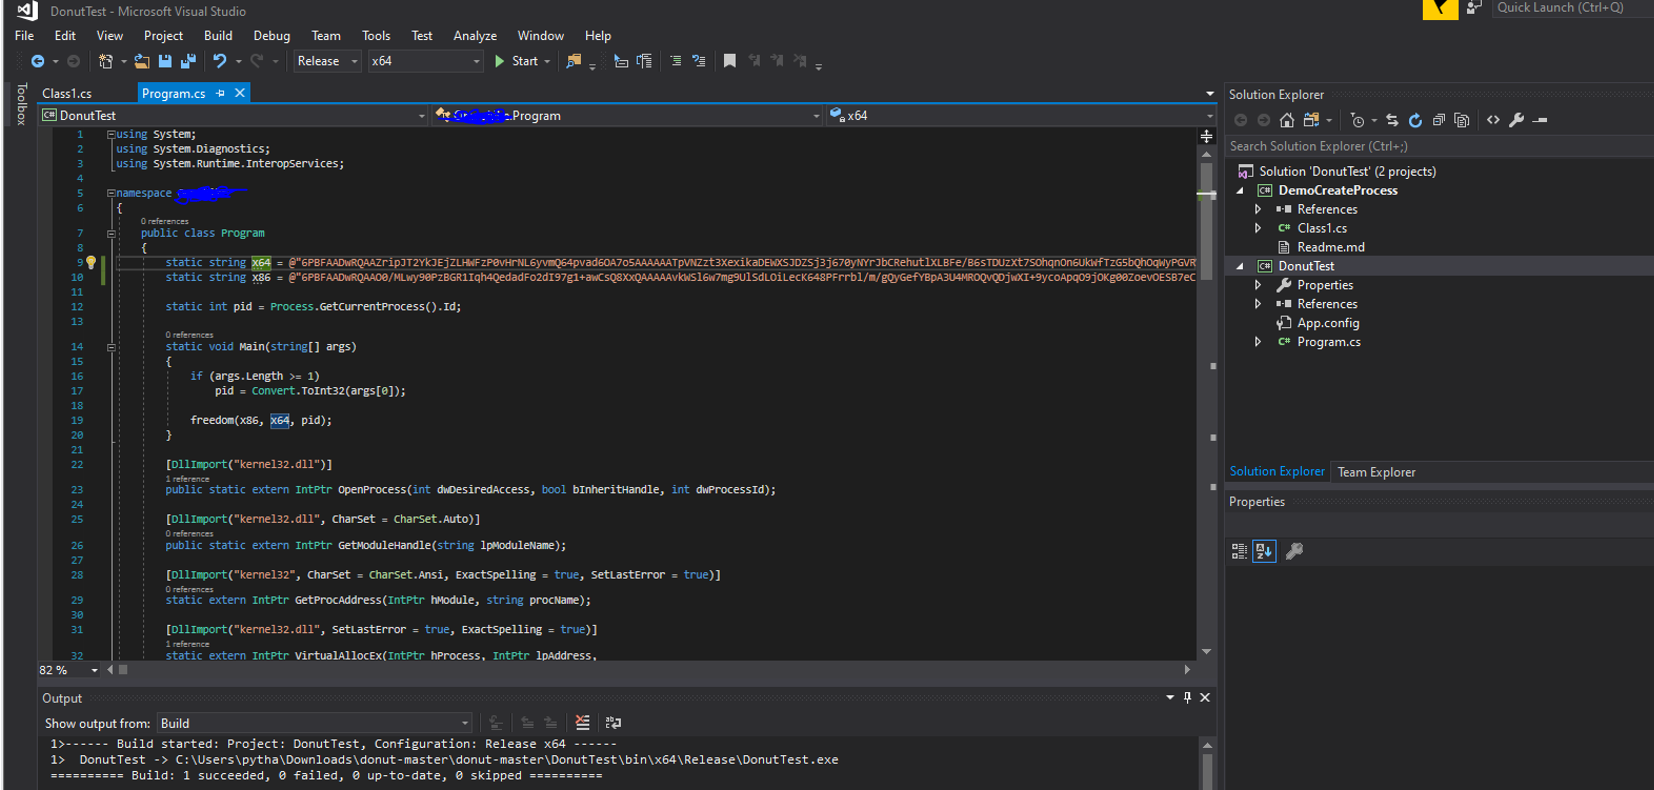 DonutTest - Microsoft Visual Studio
Quick Launch (Ctrl+Q)
File Edit View Project Build Debug Team Tools Test Analyze Window Help
Release x64 Start
Toolbox
Class1.cs Program.cs
DonutTest .Program x64
1 using System;
2 using System.Diagnostics;
3 using System.Runtime.InteropServices;
4
5 namespace
6 {
0 references
7 public class Program
8 {
9 static string x64 = @"
10 static string x86 = @"
11
12 static int pid = Process.GetCurrentProcess().Id;
13
0 references
14 static void Main(string[] args)
15 {
16 if (args.Length >= 1)
17 pid = Convert.ToInt32(args[0]);
18
19 freedom(x86, x64, pid);
20 }
21
22 [DllImport("kernel32.dll")]
1 reference
23 public static extern IntPtr OpenProcess(int dwDesiredAccess, bool bInheritHandle, int dwProcessId);
24
25 [DllImport("kernel32.dll", CharSet = CharSet.Auto)]
0 references
26 public static extern IntPtr GetModuleHandle(string lpModuleName);
27
28 [DllImport("kernel32", CharSet = CharSet.Ansi, ExactSpelling = true, SetLastError = true)]
0 references
29 static extern IntPtr GetProcAddress(IntPtr hModule, string procName);
30
31 [DllImport("kernel32.dll", SetLastError = true, ExactSpelling = true)]
1 reference
32 static extern IntPtr VirtualAllocEx(IntPtr hProcess, IntPtr lpAddress,
82 %
Output
Show output from: Build
1>------ Build started: Project: DonutTest, Configuration: Release x64 ------
1> DonutTest -> C:\Users\pytha\Downloads\donut-master\donut-master\DonutTest\bin\x64\Release\DonutTest.exe
========== Build: 1 succeeded, 0 failed, 0 up-to-date, 0 skipped ==========
Solution Explorer
Search Solution Explorer (Ctrl+;)
Solution 'DonutTest' (2 projects)
DemoCreateProcess
References
C# Class1.cs
Readme.md
DonutTest
Properties
References
App.config
C# Program.cs
Solution Explorer Team Explorer
Properties